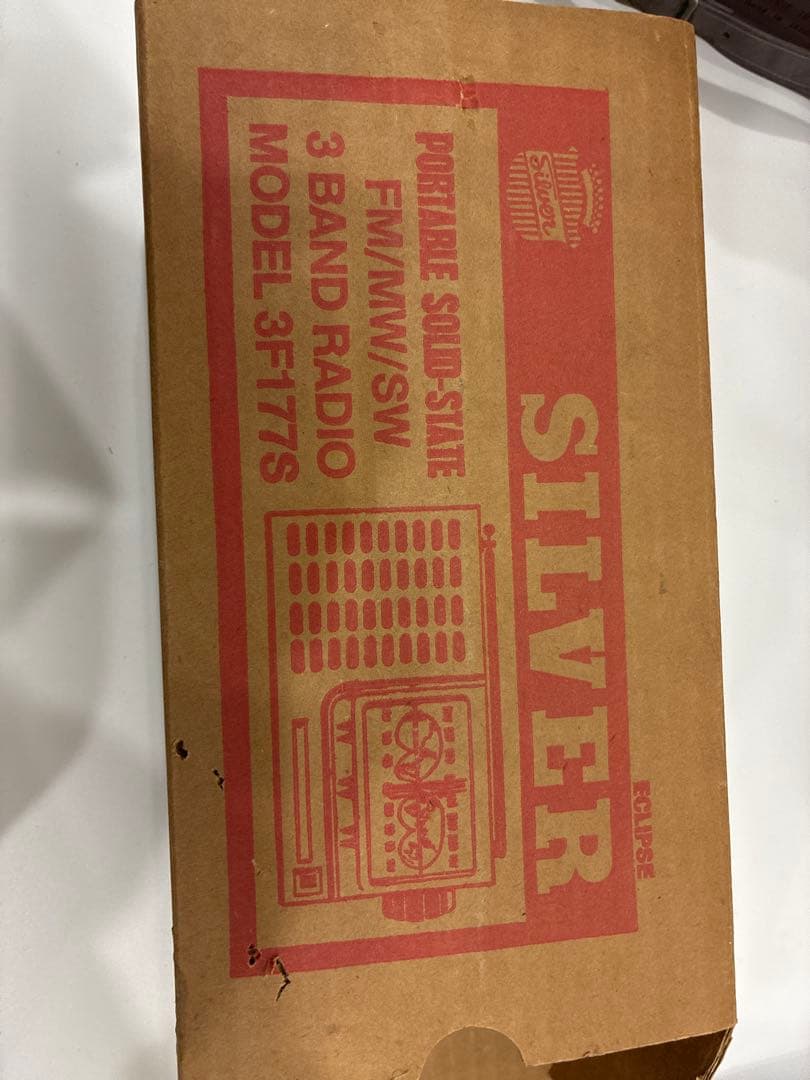 ECLIPSE
Silver
SILVER
PORTABLE SOLID-STATE
FM/MW/SW
3 BAND RADIO
MODEL 3F177S